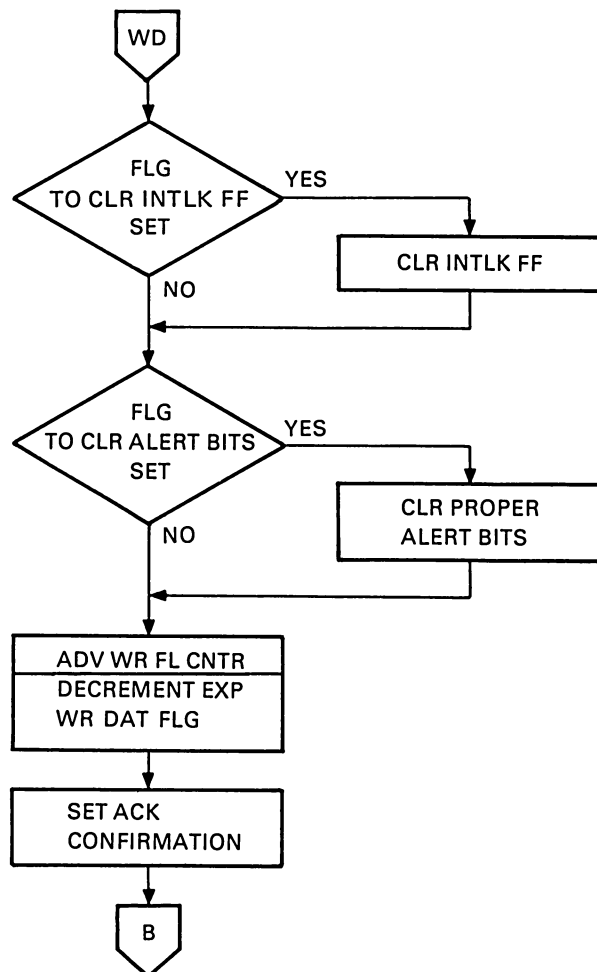 WD
FLG
TO CLR INTLK FF
SET
YES
CLR INTLK FF
NO
FLG
TO CLR ALERT BITS
SET
YES
CLR PROPER
ALERT BITS
NO
ADV WR FL CNTR
DECREMENT EXP
WR DAT FLG
SET ACK
CONFIRMATION
B